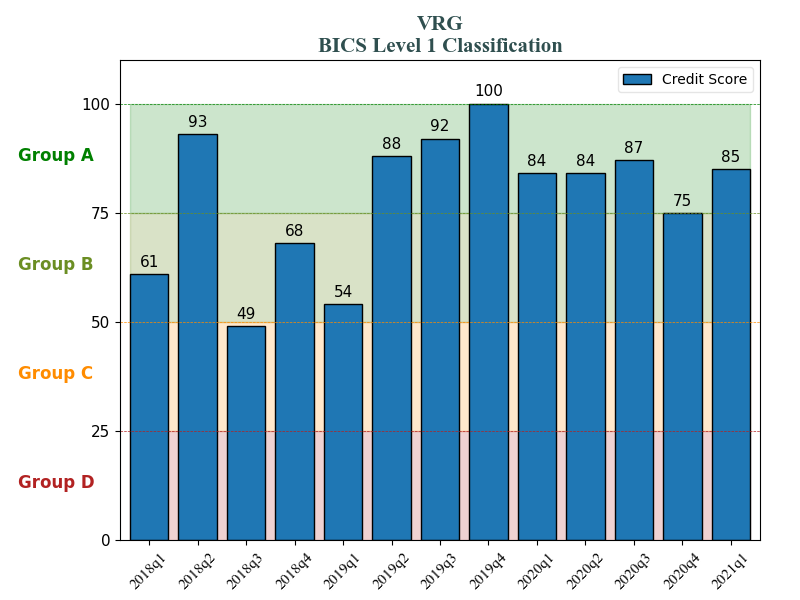 VRG
BICS Level 1 Classification
Credit Score
100
75
50
25
0
Group A
Group B
Group C
Group D
61
93
49
68
54
88
92
100
84
84
87
75
85
2018q1
2018q2
2018q3
2018q4
2019q1
2019q2
2019q3
2019q4
2020q1
2020q2
2020q3
2020q4
2021q1